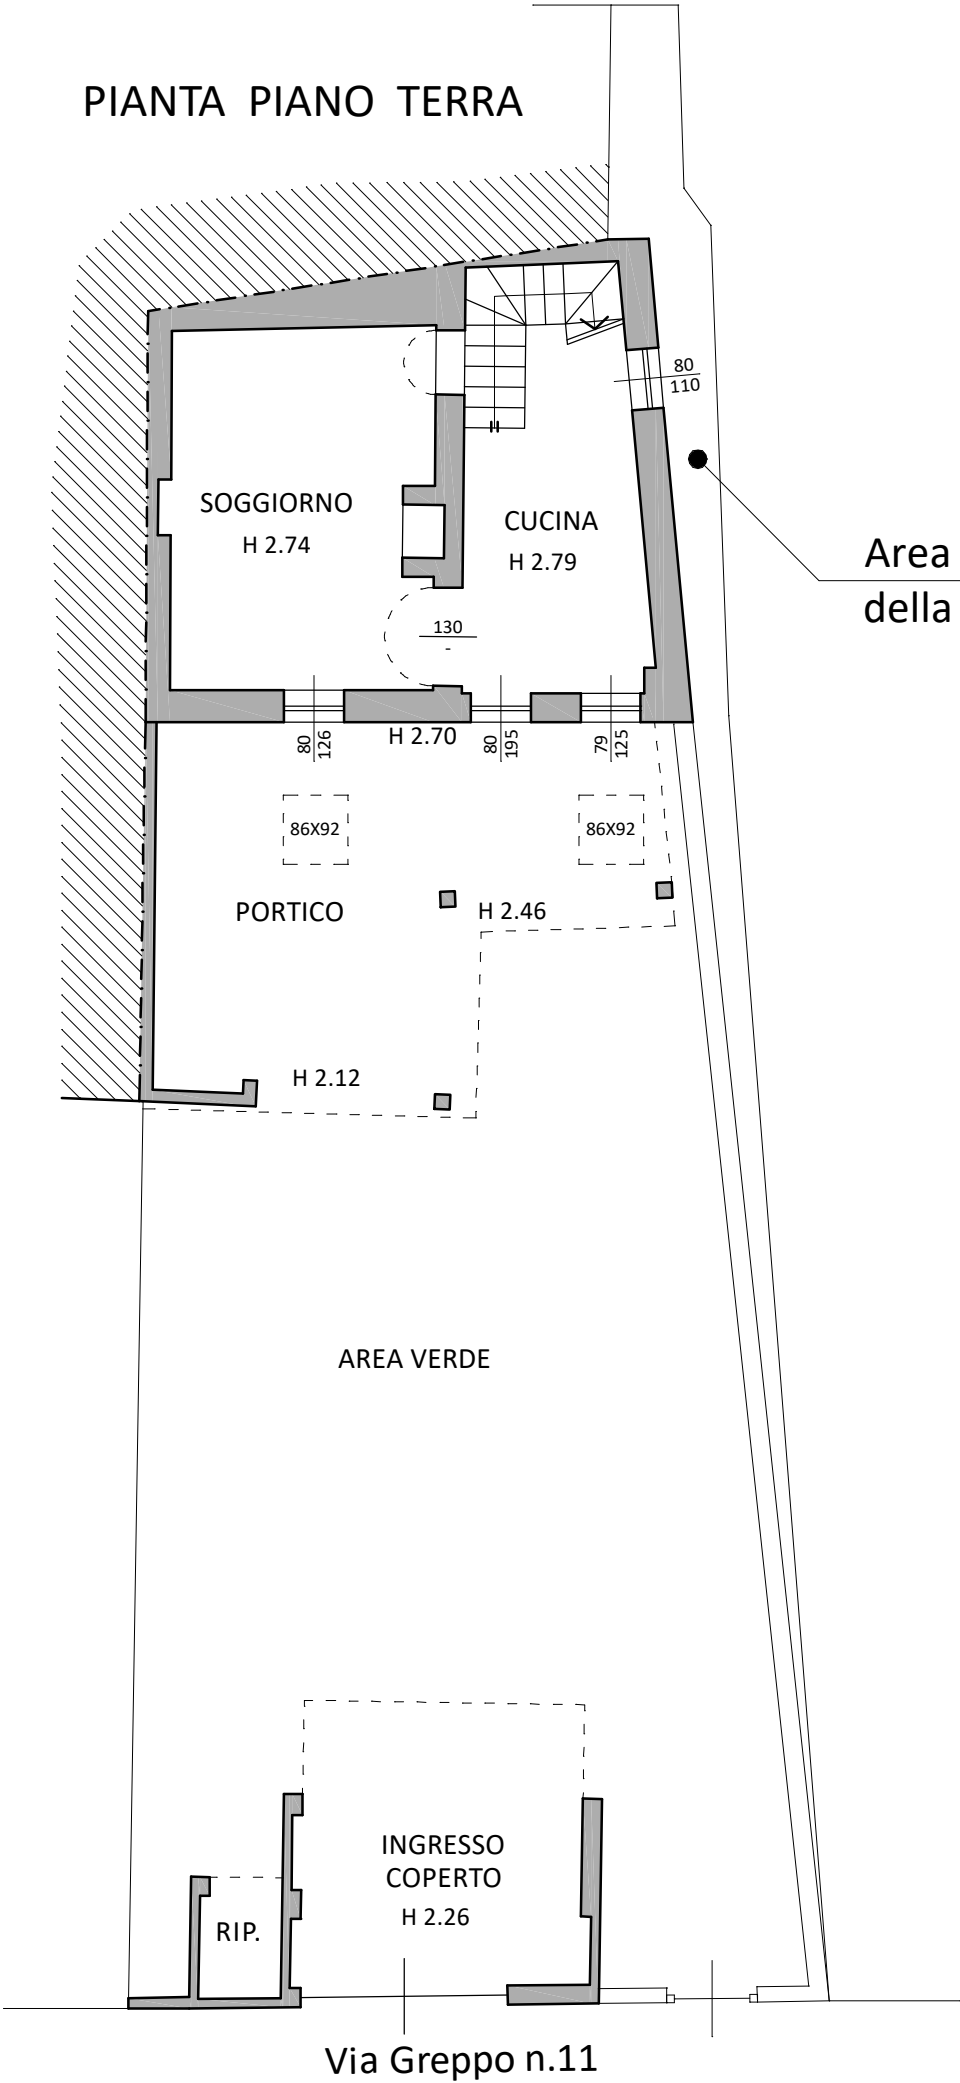 PIANTA PIANO TERRA
80
110
SOGGIORNO
H 2.74
CUCINA
H 2.79
Area
della
130
-
80
126
H 2.70
80
195
79
125
86X92
86X92
PORTICO
H 2.46
H 2.12
AREA VERDE
INGRESSO
COPERTO
H 2.26
RIP.
Via Greppo n.11